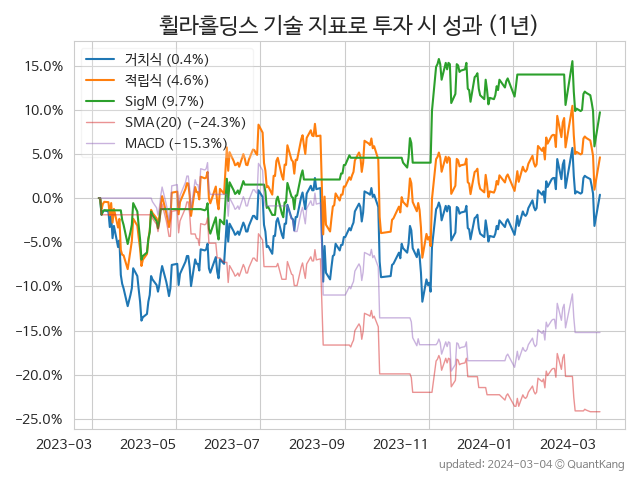 휠라홀딩스 기술 지표로 투자 시 성과 (1년)
거치식 (0.4%)
적립식 (4.6%)
SigM (9.7%)
SMA(20) (−24.3%)
MACD (−15.3%)
15.0%
10.0%
5.0%
0.0%
−5.0%
−10.0%
−15.0%
−20.0%
−25.0%
2023-03 2023-05 2023-07 2023-09 2023-11 2024-01 2024-03
updated: 2024-03-04 © QuantKang